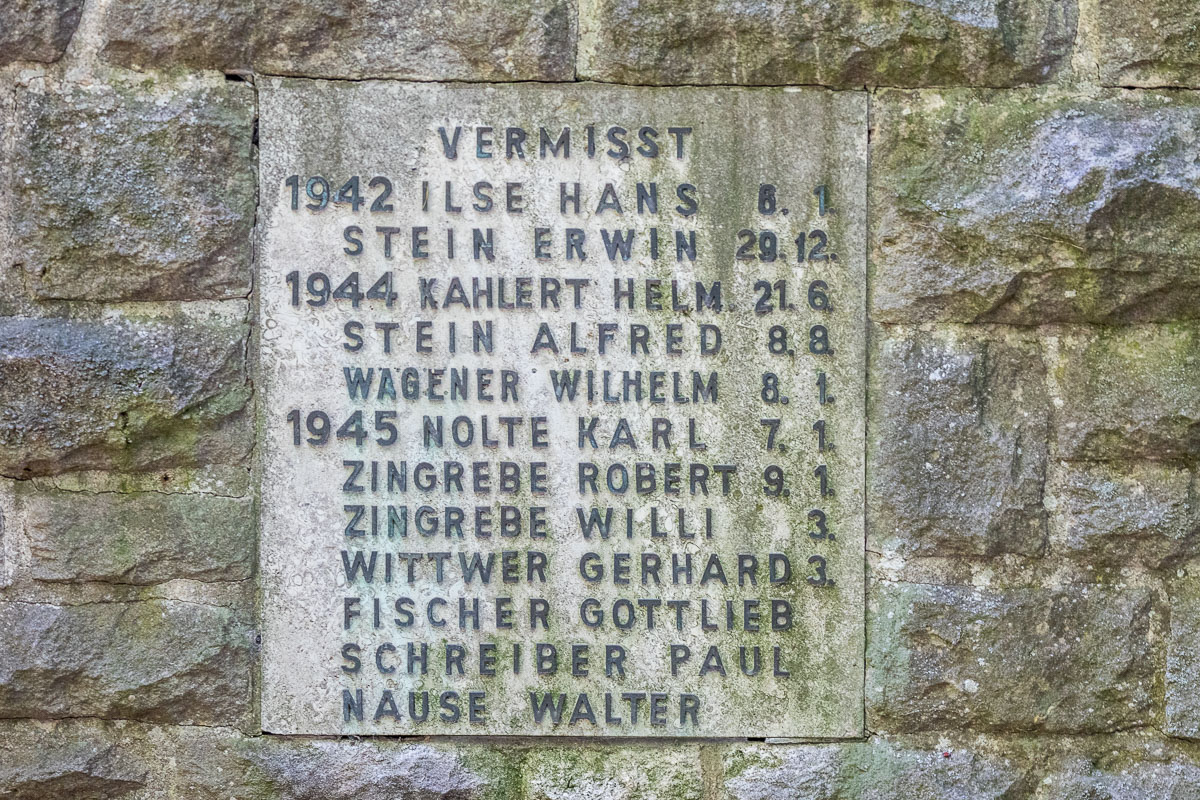 VERMISST
1942 ILSE HANS 6. 1.
STEIN ERWIN 29. 12.
1944 KAHLERT HELM. 21. 6.
STEIN ALFRED 8. 8.
WAGENER WILHELM 8. 1.
1945 NOLTE KARL 7. 1.
ZINGREBE ROBERT 9. 1.
ZINGREBE WILLI 3.
WITTWER GERHARD 3.
FISCHER GOTTLIEB
SCHREIBER PAUL
NAUSE WALTER